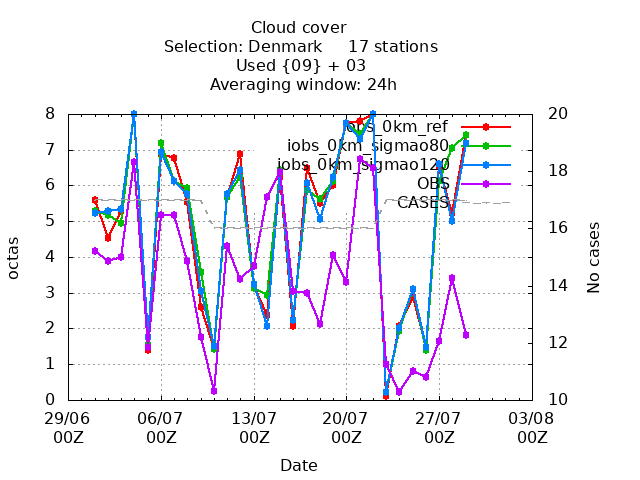 Cloud cover
Selection: Denmark 17 stations
Used {09} + 03
Averaging window: 24h
8 20
iobs_0km_ref
iobs_0km_sigmao80
7
iobs_0km_sigmao120
18
OBS
6
CASES
5
16
4
octas
No cases
3
14
2
12
1
0 10
29/06 06/07 13/07 20/07 27/07 03/08
00Z 00Z 00Z 00Z 00Z 00Z
Date